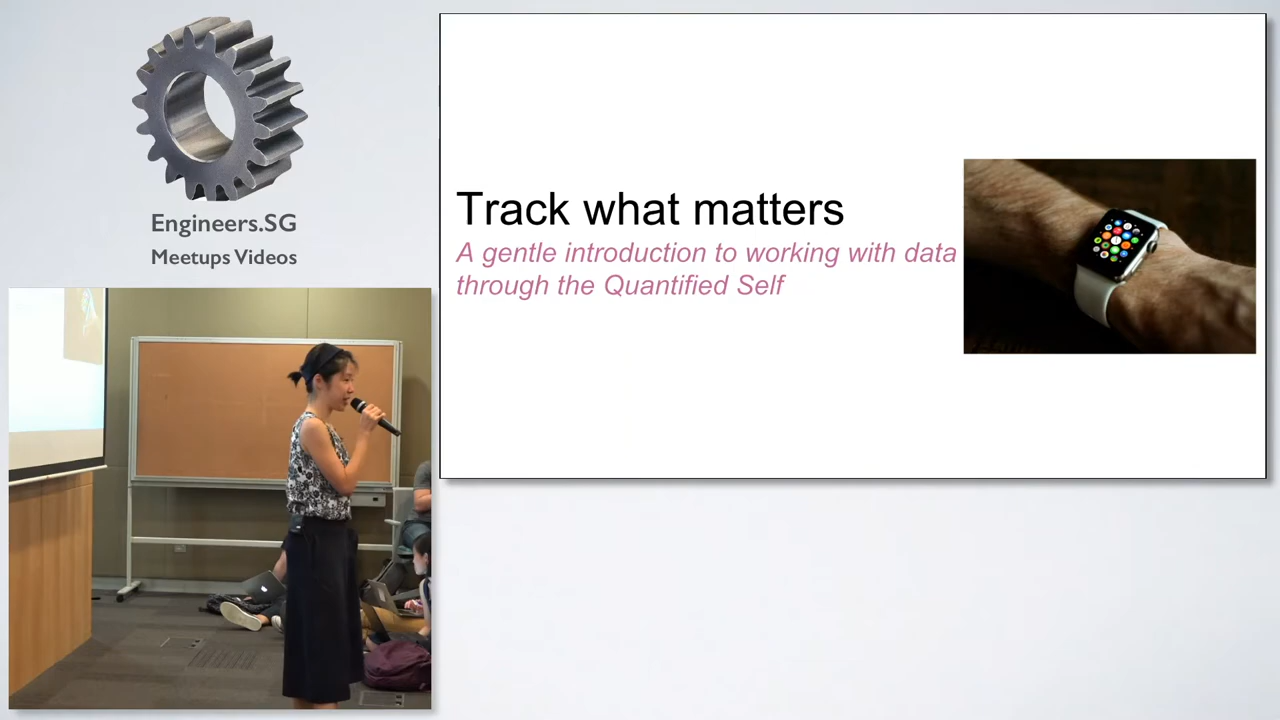 Engineers.SG
Meetups Videos
Track what matters
A gentle introduction to working with data
through the Quantified Self